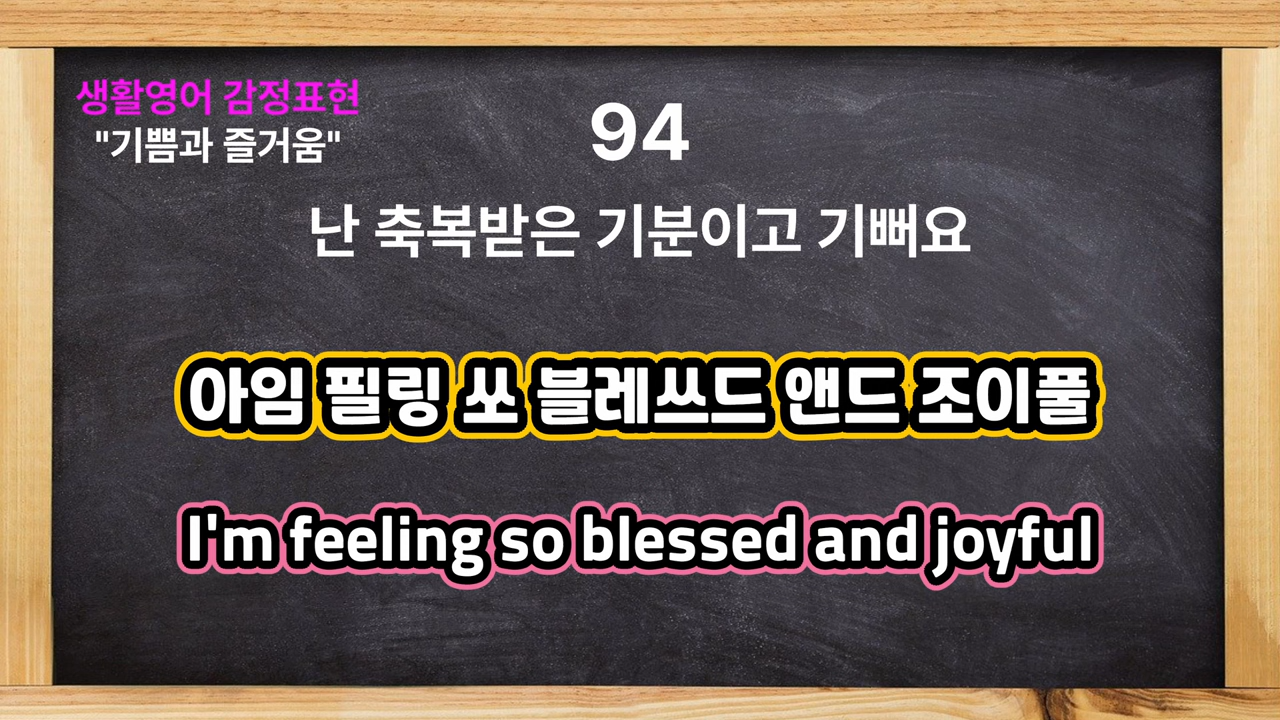 생활영어 감정표현
"기쁨과 즐거움"
94
난 축복받은 기분이고 기뻐요
아임 필링 쏘 블레쓰드 앤드 조이풀
I'm feeling so blessed and joyful